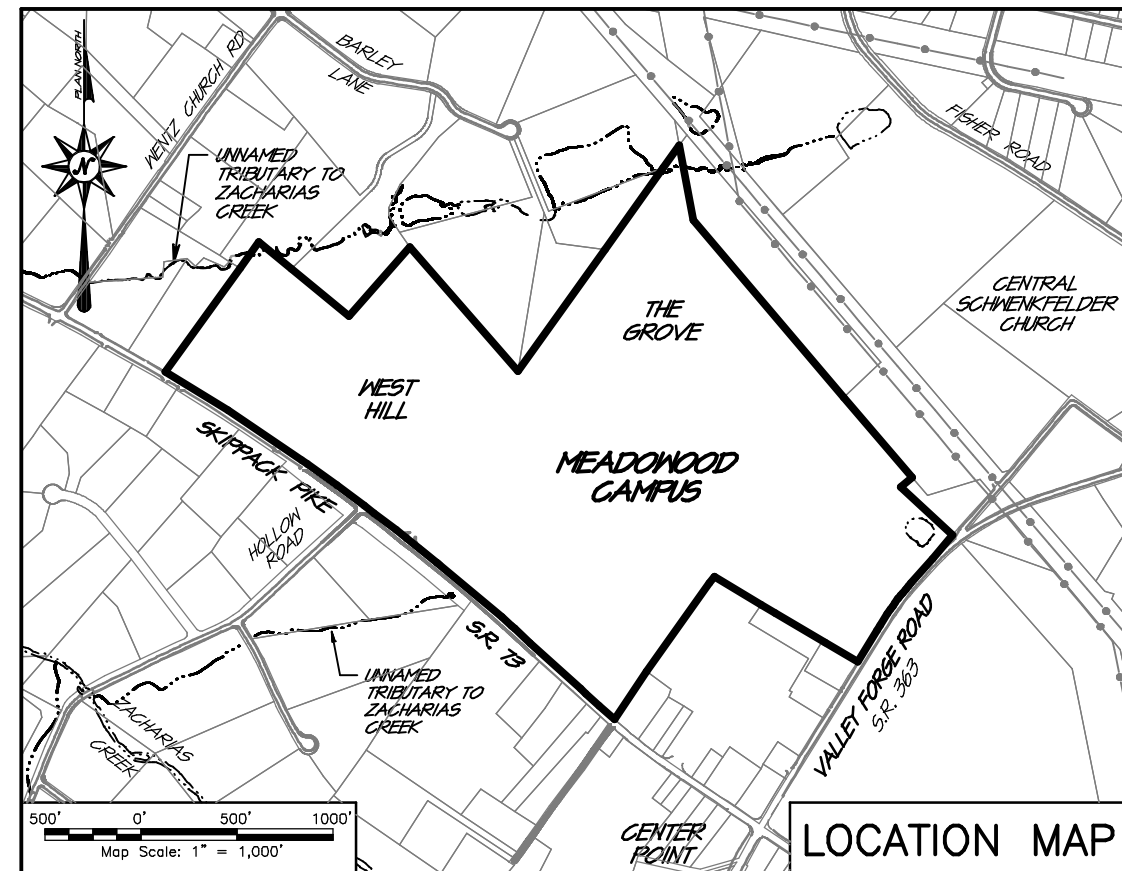 PLAN NORTH
N
WENTZ CHURCH RD
BARLEY
LANE
UNNAMED
TRIBUTARY TO
ZACHARIAS
CREEK
FISHER ROAD
CENTRAL
SCHWENKFELDER
CHURCH
THE
GROVE
WEST
HILL
MEADOWOOD
CAMPUS
SKIPPACK PIKE
HOLLOW
ROAD
S.R. 73
UNNAMED
TRIBUTARY TO
ZACHARIAS
CREEK
ZACHARIAS
CREEK
VALLEY FORGE ROAD
S.R. 363
CENTER
POINT
500' 0' 500' 1000'
Map Scale: 1" = 1,000'
LOCATION MAP